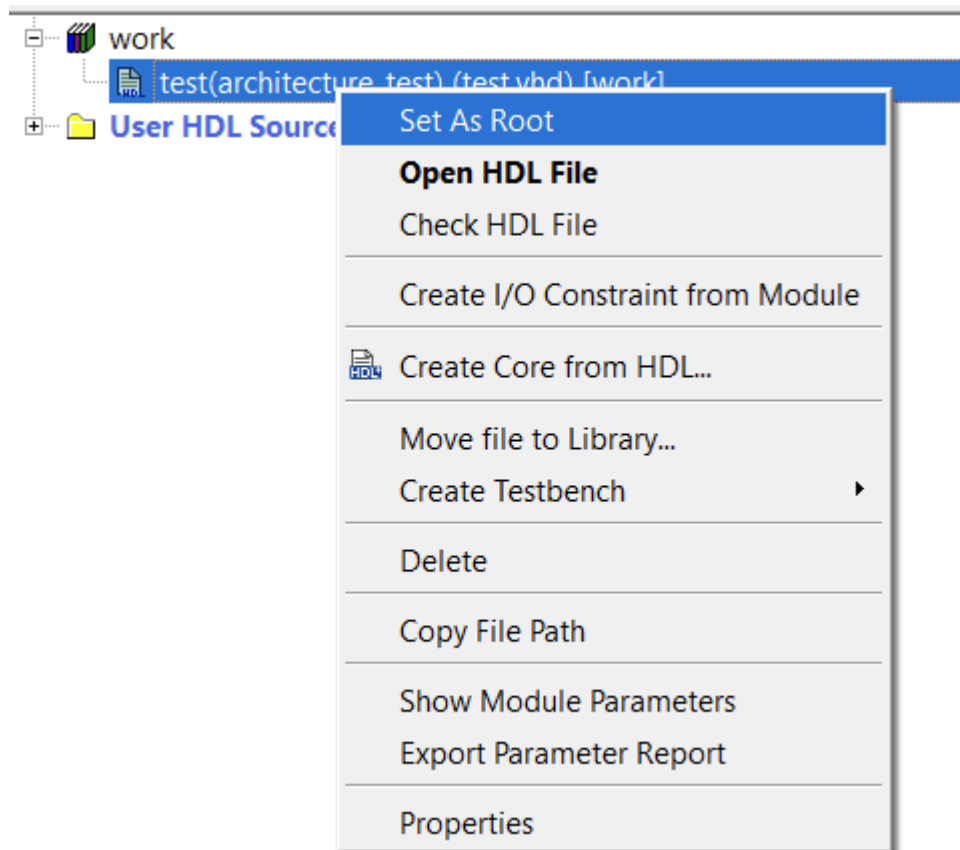 work
test(architecture_test) (test.vhd) [work]
User HDL Source
Set As Root
Open HDL File
Check HDL File
Create I/O Constraint from Module
HDL Create Core from HDL...
Move file to Library...
Create Testbench
Delete
Copy File Path
Show Module Parameters
Export Parameter Report
Properties